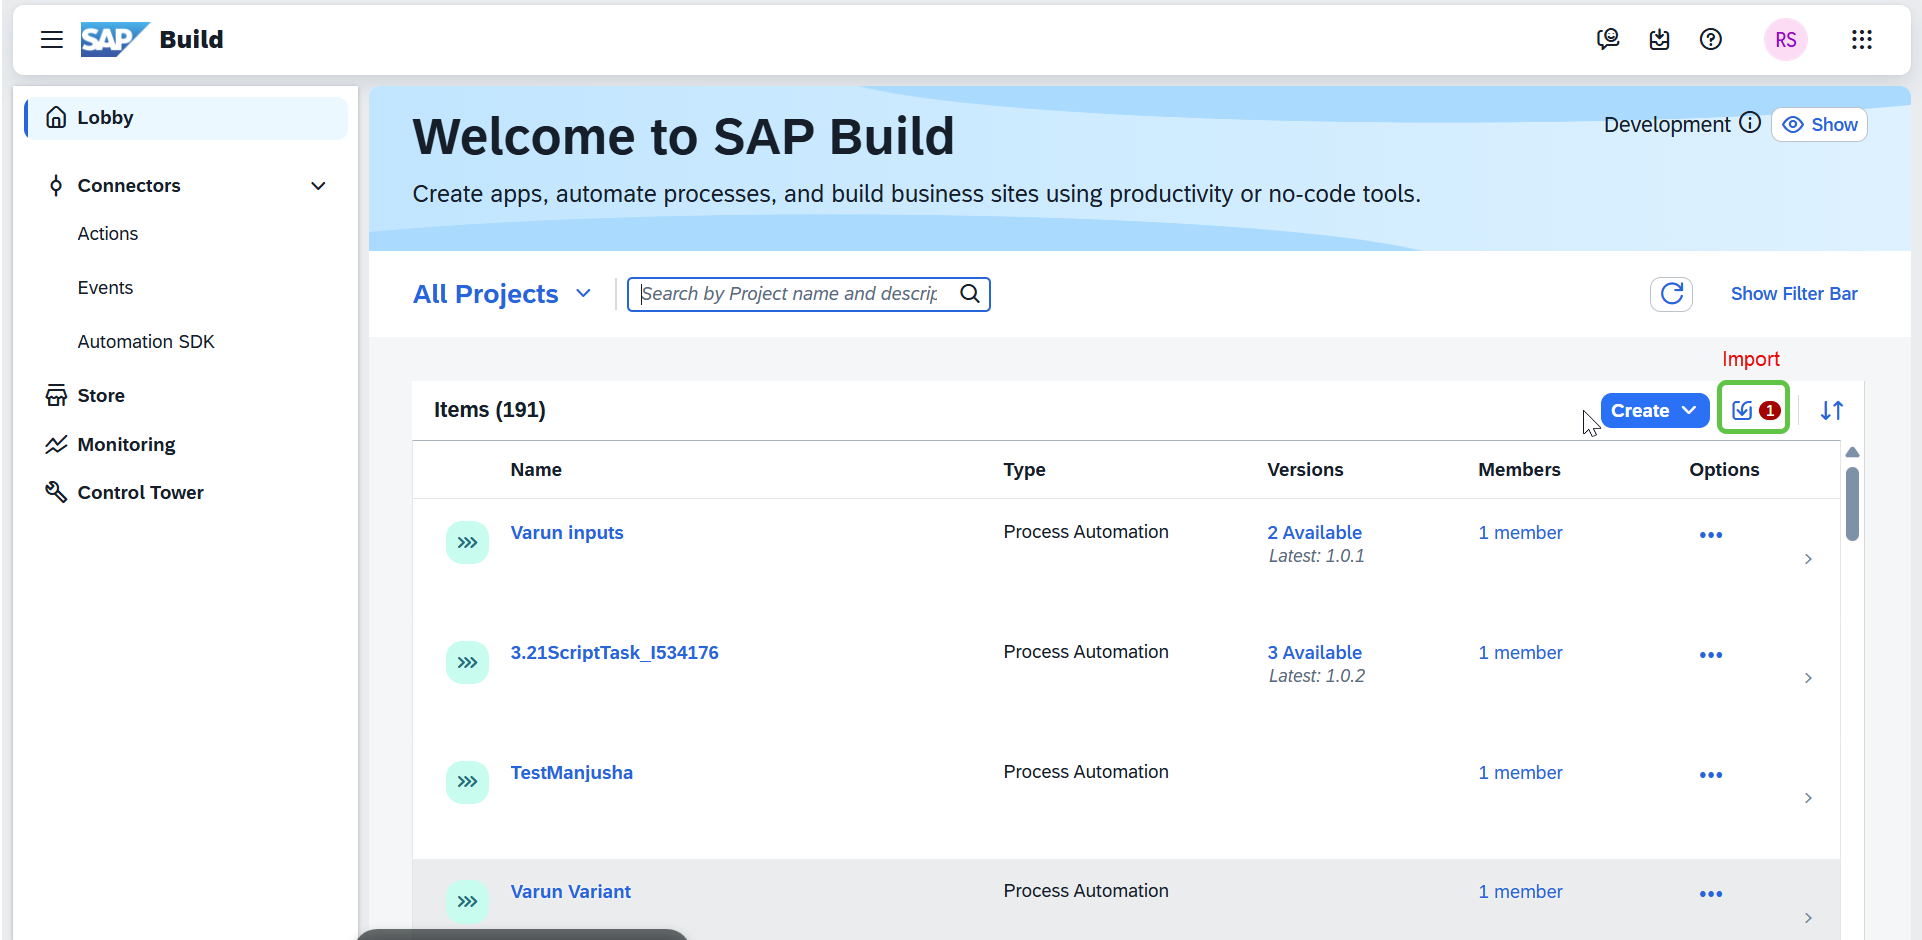 SAP Build
RS
Lobby
Connectors
Actions
Events
Automation SDK
Store
Monitoring
Control Tower
Welcome to SAP Build
Create apps, automate processes, and build business sites using productivity or no-code tools.
Development
Show
All Projects
Search by Project name and descrip
Show Filter Bar
Import
Items (191)
Create
1
Name Type Versions Members Options
Varun inputs Process Automation 2 Available 1 member
Latest: 1.0.1
3.21ScriptTask_I534176 Process Automation 3 Available 1 member
Latest: 1.0.2
TestManjusha Process Automation 1 member
Varun Variant Process Automation 1 member